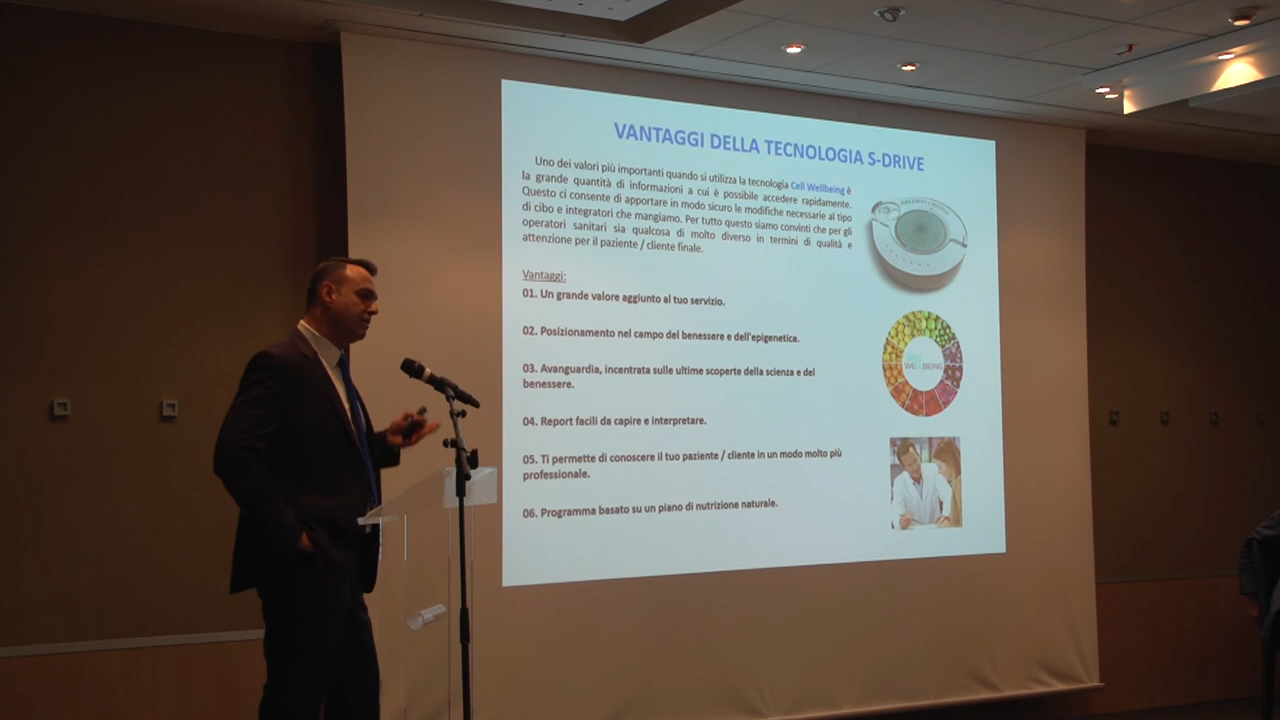 VANTAGGI DELLA TECNOLOGIA S-DRIVE
Uno dei valori più importanti quando si utilizza la tecnologia Cell Wellbeing è
la grande quantità di informazioni a cui è possibile accedere rapidamente.
Questo ci consente di apportare in modo sicuro le modifiche necessarie al tipo
di cibo e integratori che mangiamo. Per tutto questo siamo convinti che per gli
operatori sanitari sia qualcosa di molto diverso in termini di qualità e
attenzione per il paziente / cliente finale.
Vantaggi:
01. Un grande valore aggiunto al tuo servizio.
02. Posizionamento nel campo del benessere e dell'epigenetica.
03. Avanguardia, incentrata sulle ultime scoperte della scienza e del
benessere.
04. Report facili da capire e interpretare.
05. Ti permette di conoscere il tuo paziente / cliente in un modo molto più
professionale.
06. Programma basato su un piano di nutrizione naturale.